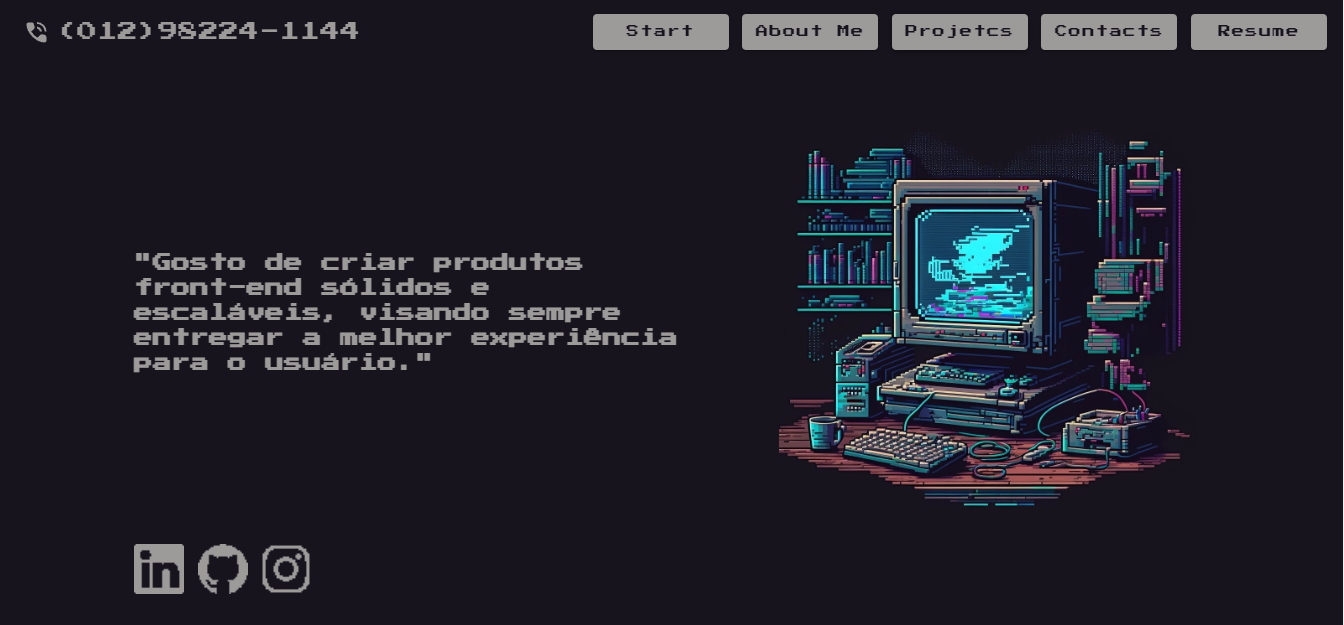 (012)98224-1144
Start
About Me
Projetcs
Contacts
Resume
"Gosto de criar produtos
front-end sólidos e
escaláveis, visando sempre
entregar a melhor experiência
para o usuário."
in